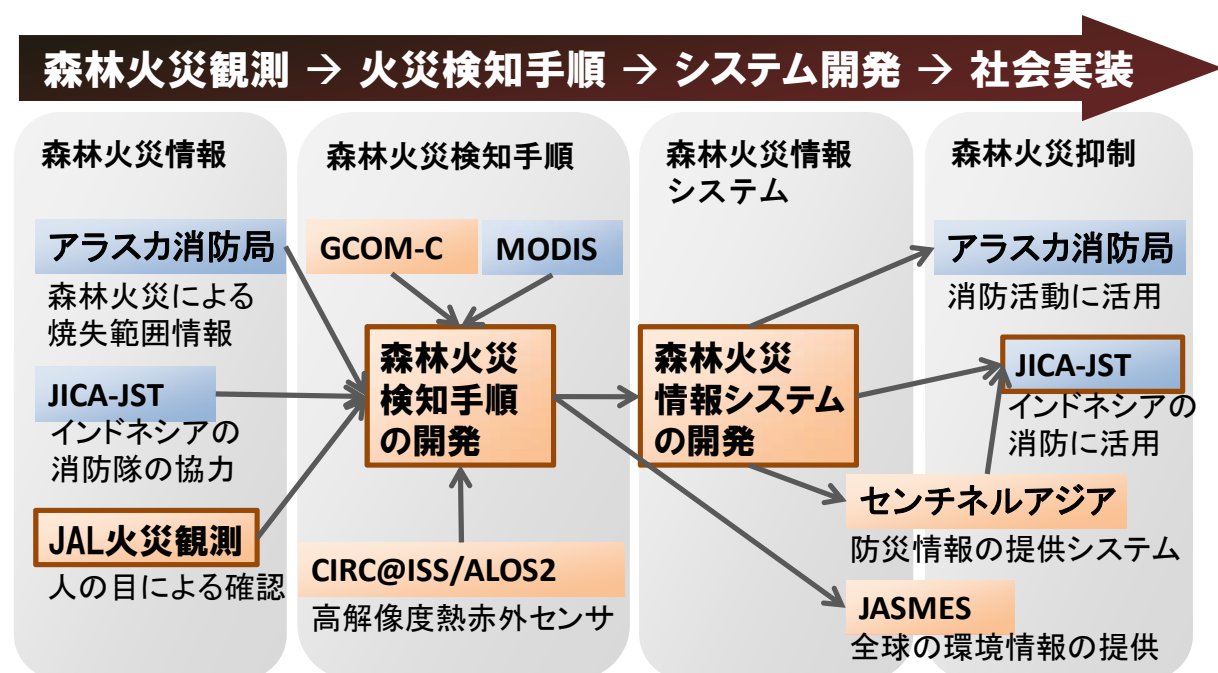 森林火災観測 → 火災検知手順 → システム開発 → 社会実装
森林火災情報
アラスカ消防局
森林火災による
焼失範囲情報
JICA-JST
インドネシアの
消防隊の協力
JAL火災観測
人の目による確認
森林火災検知手順
GCOM-C
MODIS
森林火災
検知手順
の開発
CIRC@ISS/ALOS2
高解像度熱赤外センサ
森林火災情報
システム
森林火災
情報システム
の開発
森林火災抑制
アラスカ消防局
消防活動に活用
JICA-JST
インドネシアの
消防に活用
センチネルアジア
防災情報の提供システム
JASMES
全球の環境情報の提供